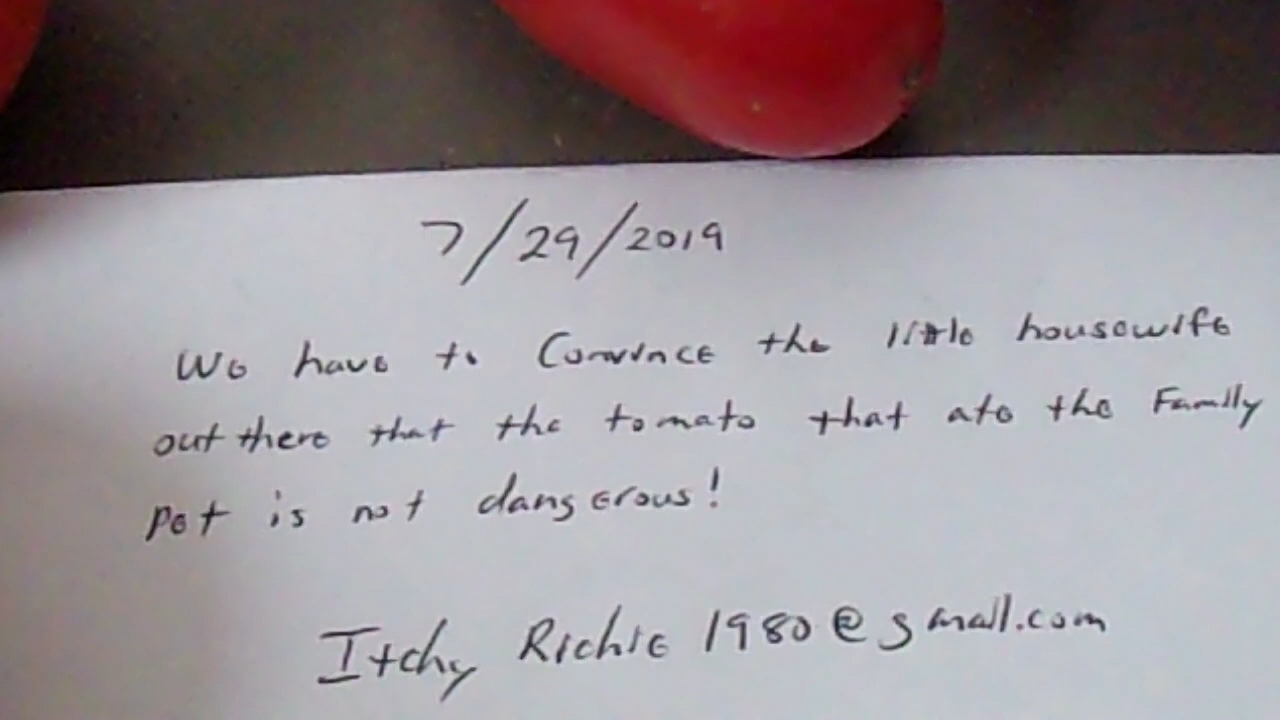 7/29/2019
We have to Convince the little housewife
out there that the tomato that ate the Family
pet is not dangerous!
Itchy Richie 1980@gmail.com